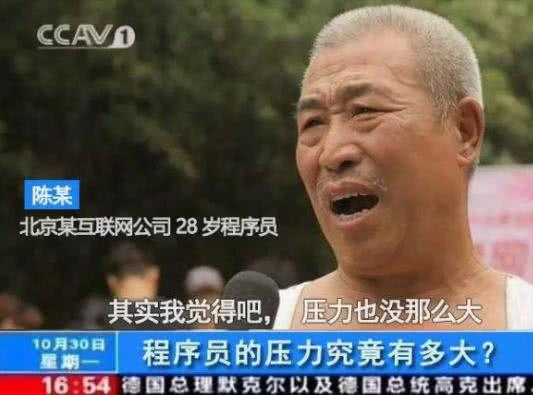 CCAV1
陈某
北京某互联网公司28岁程序员
其实我觉得吧, 压力也没那么大
10月30日
星期一
程序员的压力究竟有多大?
16:54
德国总理默克尔以及德国总统高克出席